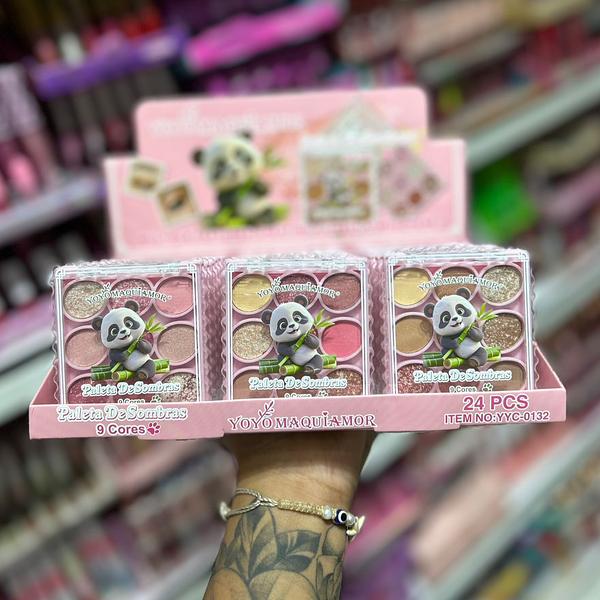 YOYO MAQUIAMOR
YOYO MAQUIAMOR
YOYO MAQUIAMOR
Paleta De Sombras
Paleta De Sombras
Paleta De Sombras
9 Cores
9 Cores
Paleta De Sombras
9 Cores
YOYO MAQUIAMOR
24 PCS
ITEM NO:YYC-0132